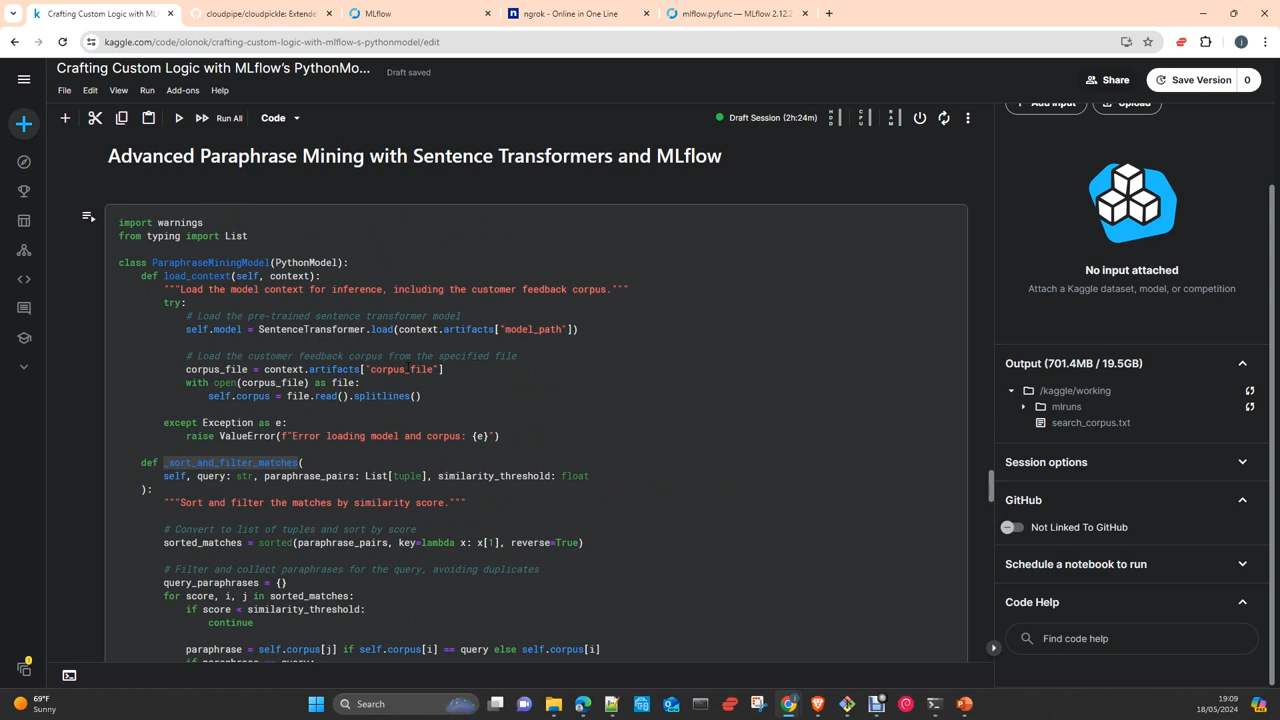 Crafting Custom Logic with ML
cloudpipe/cloudpickle: Extende
MLflow
ngrok - Online in One Line
mlflow.pyfunc — MLflow 2.12.2
kaggle.com/code/olonok/crafting-custom-logic-with-mlflow-s-pythonmodel/edit
Crafting Custom Logic with MLflow's PythonMo...
Draft saved
Share
Save Version
0
File
Edit
View
Run
Add-ons
Help
Run All
Code
Draft Session (2h:24m)
HDD
CPU
RAM
Add Input
Upload
Advanced Paraphrase Mining with Sentence Transformers and MLflow
import warnings
from typing import List
class ParaphraseMiningModel(PythonModel):
def load_context(self, context):
"""Load the model context for inference, including the customer feedback corpus."""
try:
# Load the pre-trained sentence transformer model
self.model = SentenceTransformer.load(context.artifacts["model_path"])
# Load the customer feedback corpus from the specified file
corpus_file = context.artifacts["corpus_file"]
with open(corpus_file) as file:
self.corpus = file.read().splitlines()
except Exception as e:
raise ValueError(f"Error loading model and corpus: {e}")
def _sort_and_filter_matches(
self, query: str, paraphrase_pairs: List[tuple], similarity_threshold: float
):
"""Sort and filter the matches by similarity score."""
# Convert to list of tuples and sort by score
sorted_matches = sorted(paraphrase_pairs, key=lambda x: x[1], reverse=True)
# Filter and collect paraphrases for the query, avoiding duplicates
query_paraphrases = {}
for score, i, j in sorted_matches:
if score < similarity_threshold:
continue
paraphrase = self.corpus[j] if self.corpus[i] == query else self.corpus[i]
if paraphrase == query:
No input attached
Attach a Kaggle dataset, model, or competition
Output (701.4MB / 19.5GB)
/kaggle/working
mlruns
search_corpus.txt
Session options
GitHub
Not Linked To GitHub
Schedule a notebook to run
Code Help
Find code help
1
69°F
Sunny
Search
19:09
18/05/2024